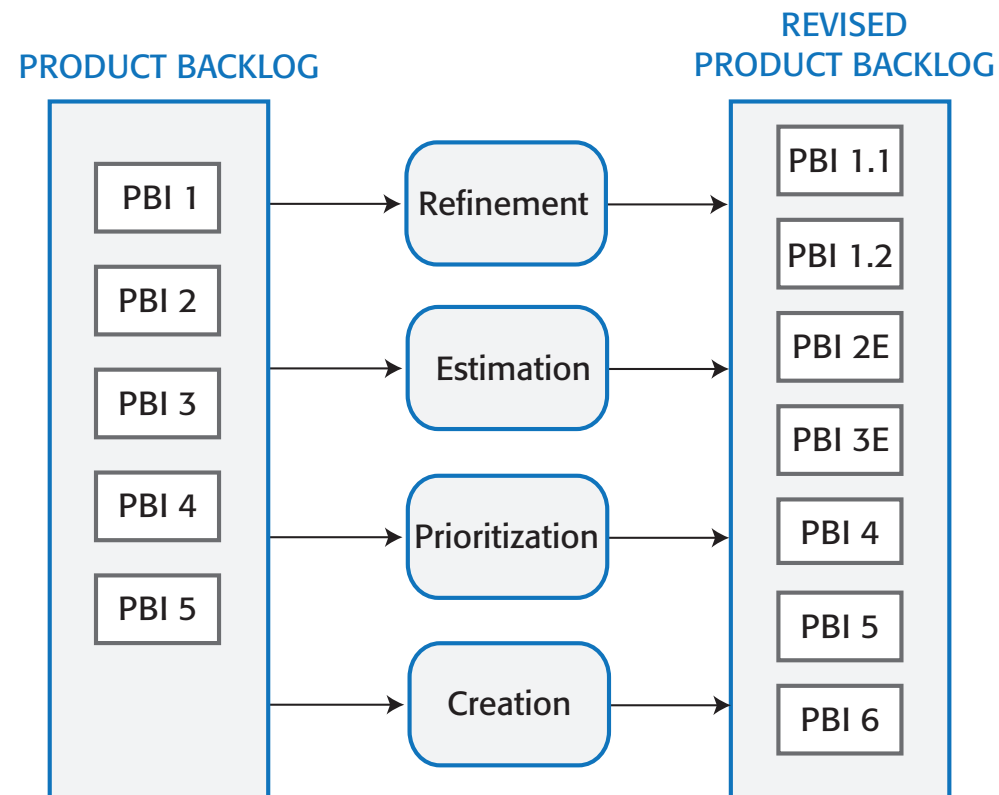 PRODUCT BACKLOG
PBI 1
PBI 2
PBI 3
PBI 4
PBI 5
Refinement
Estimation
Prioritization
Creation
REVISED
PRODUCT BACKLOG
PBI 1.1
PBI 1.2
PBI 2E
PBI 3E
PBI 4
PBI 5
PBI 6